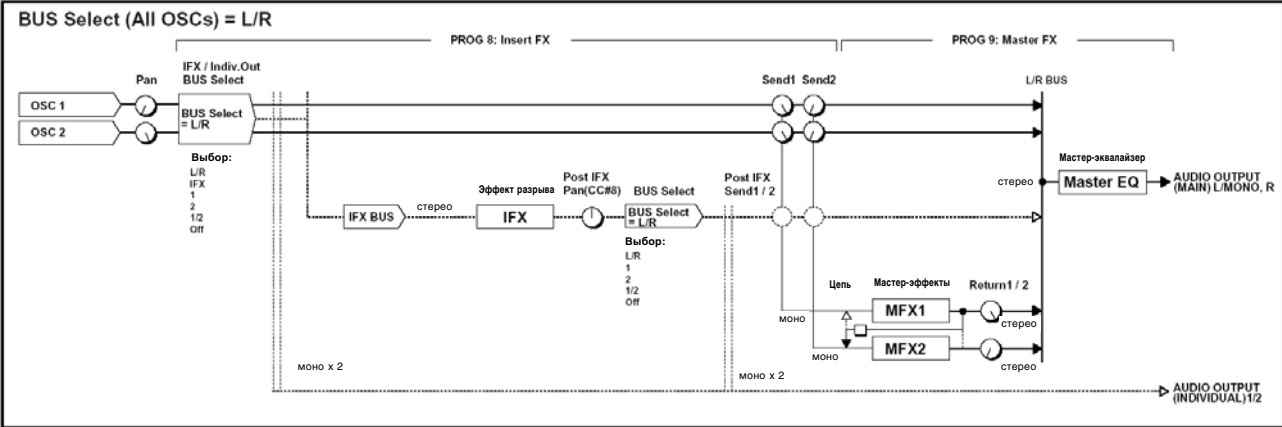 BUS Select (All OSCs) = L/R
PROG 8: Insert FX
PROG 9: Master FX
Pan
IFX / Indiv.Out
BUS Select
Send1 Send2
L/R BUS
OSC 1
OSC 2
BUS Select
= L/R
Выбор:
L/R
IFX
1
2
1/2
Off
IFX BUS
стерео
Эффект разрыва
IFX
Post IFX
Pan(CC#8)
BUS Select
BUS Select
= L/R
Выбор:
L/R
1
2
1/2
Off
Post IFX
Send1 / 2
стерео
Мастер-эквалайзер
Master EQ
AUDIO OUTPUT
(MAIN) L/MONO, R
Цепь
Мастер-эффекты
Return1 / 2
MFX1
моно
стерео
MFX2
моно
стерео
моно x 2
моно x 2
AUDIO OUTPUT
(INDIVIDUAL)1/2